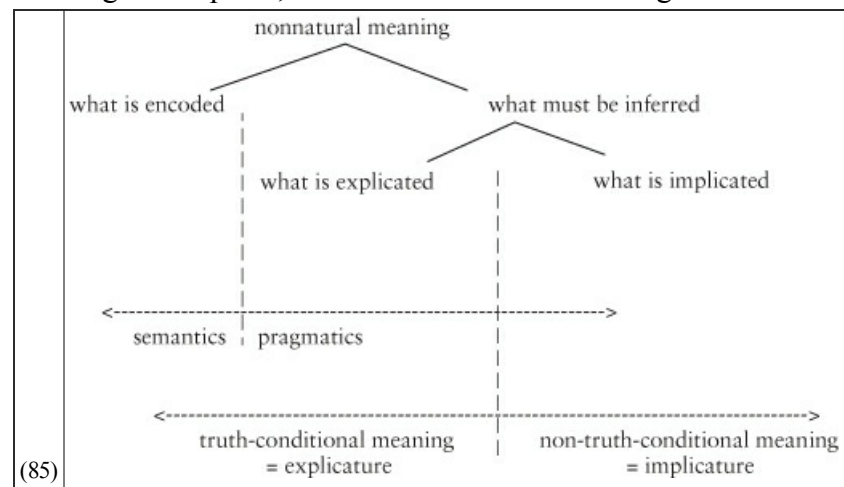 nonnatural meaning
what is encoded
what must be inferred
what is explicated
what is implicated
semantics
pragmatics
truth-conditional meaning
= explicature
non-truth-conditional meaning
= implicature
(85)